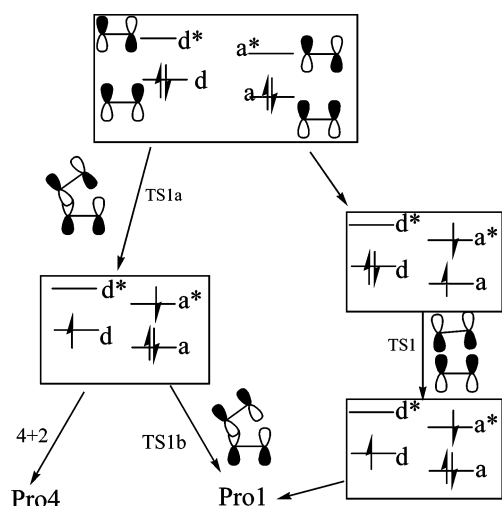 d* a*
d a
TS1a
d* a*
d a
d* a*
d a
TS1
4+2 TS1b
d* a*
d a
Pro4 Pro1